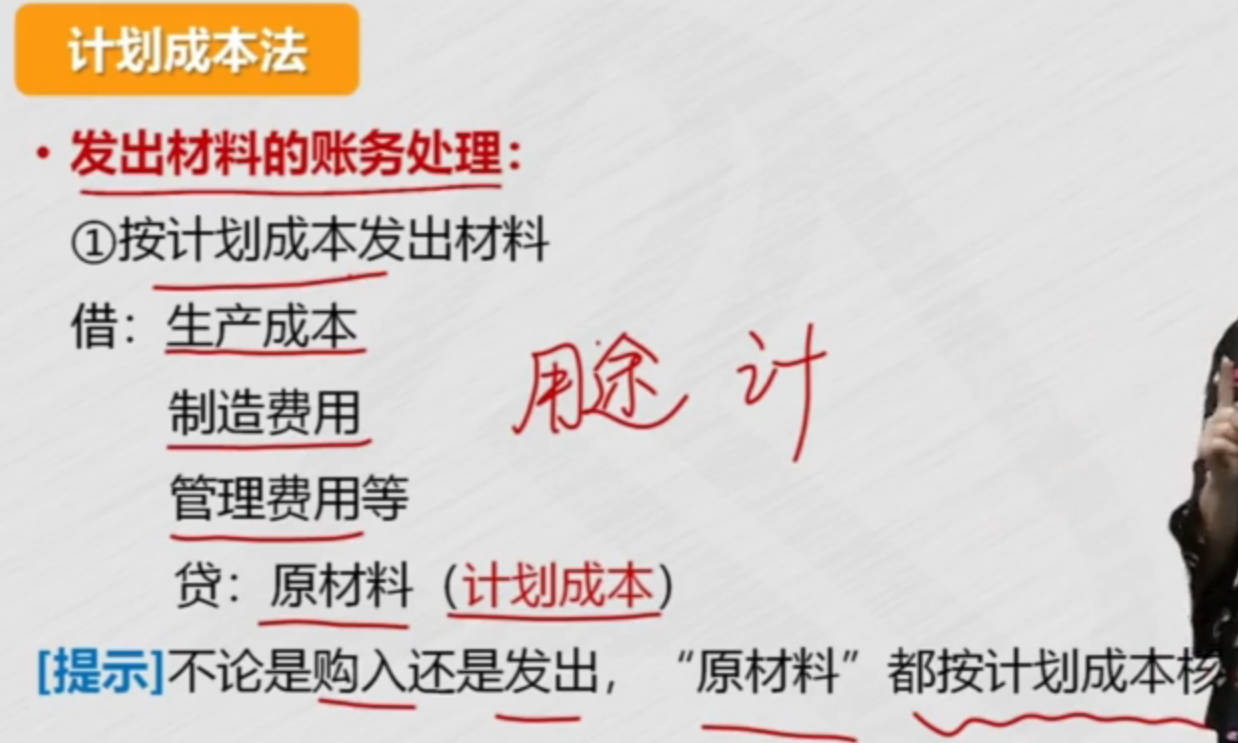 计划成本法
• 发出材料的账务处理：
①按计划成本发出材料
借：生产成本
制造费用
用途 计
管理费用等
贷：原材料（计划成本）
[提示]不论是购入还是发出，“原材料”都按计划成本核